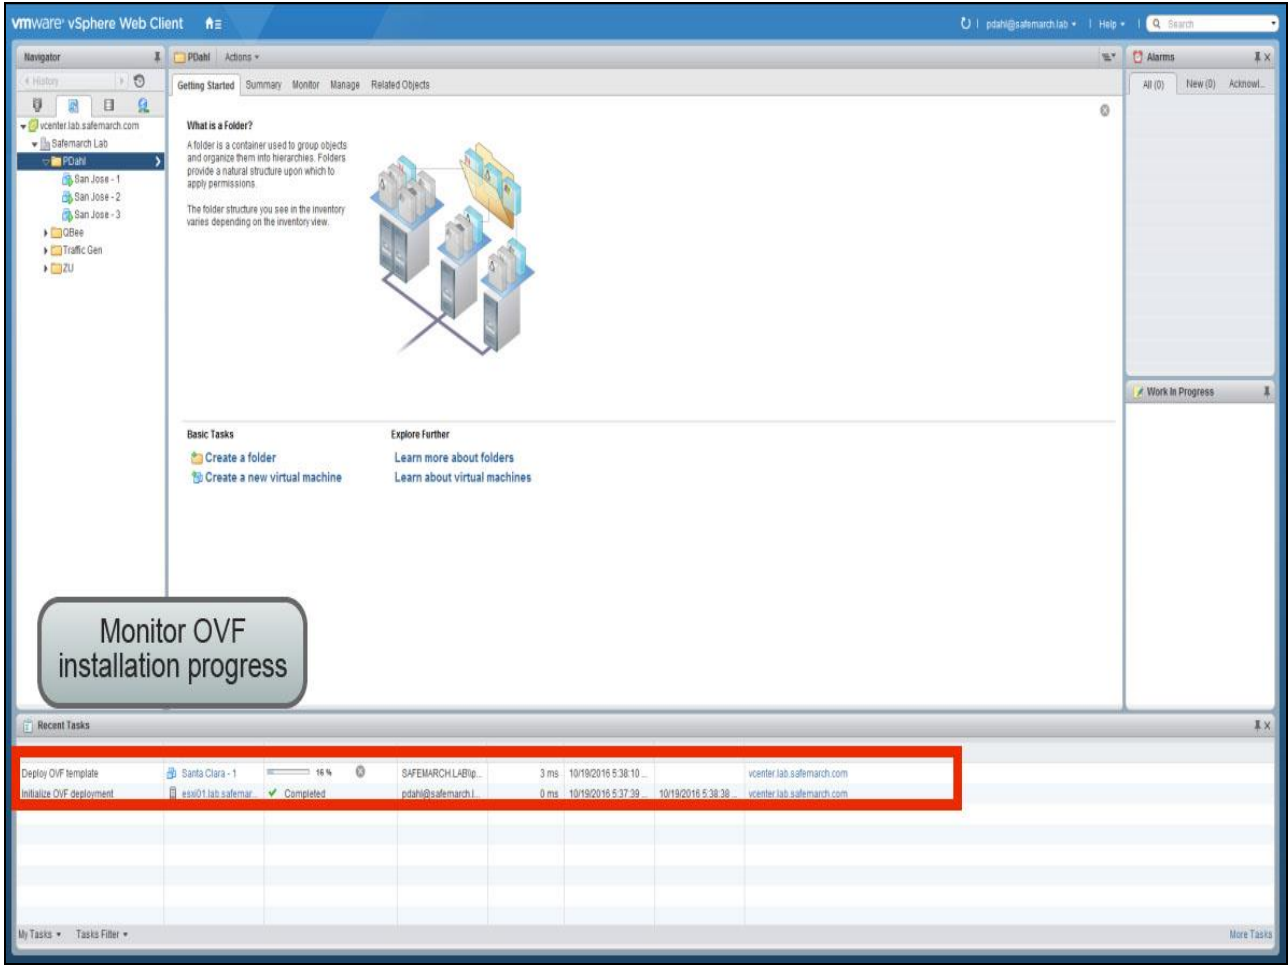 vmware® vSphere Web Client
pdahl@safemarch.lab | Help | Search
Navigator
History
vcenter.lab.safemarch.com
Safemarch Lab
PDahl
San Jose - 1
San Jose - 2
San Jose - 3
QBee
Traffic Gen
ZU
PDahl Actions
Getting Started Summary Monitor Manage Related Objects
What is a Folder?
A folder is a container used to group objects
and organize them into hierarchies. Folders
provide a natural structure upon which to
apply permissions.
The folder structure you see in the inventory
varies depending on the inventory view.
Basic Tasks
Create a folder
Create a new virtual machine
Explore Further
Learn more about folders
Learn about virtual machines
Alarms
All (0) New (0) Acknowl...
Work In Progress
Monitor OVF
installation progress
Recent Tasks
Deploy OVF template Santa Clara - 1 16 % SAFEMARCH.LAB\p... 3 ms 10/19/2016 5:38:10 ... vcenter.lab.safemarch.com
Initialize OVF deployment esxi01.lab.safemar... Completed pdahl@safemarch.l... 0 ms 10/19/2016 5:37:39 ... 10/19/2016 5:38:38 ... vcenter.lab.safemarch.com
My Tasks Tasks Filter More Tasks